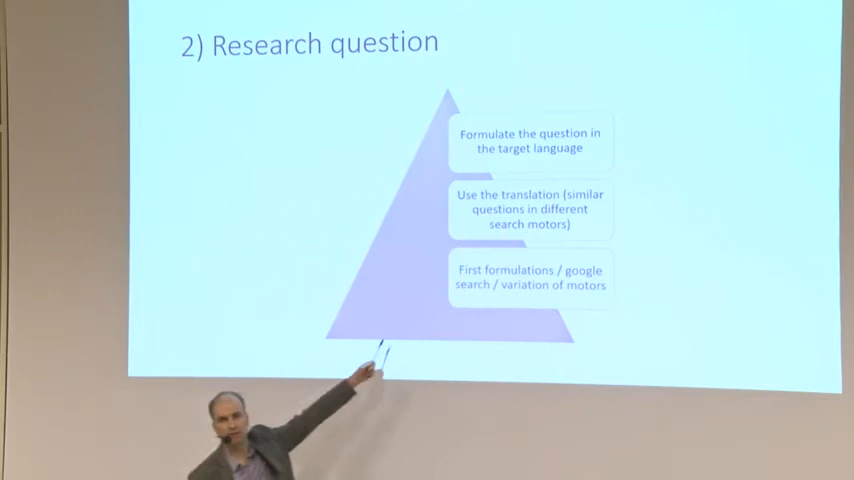 2) Research question
Formulate the question in
the target language
Use the translation (similar
questions in different
search motors)
First formulations / google
search / variation of motors